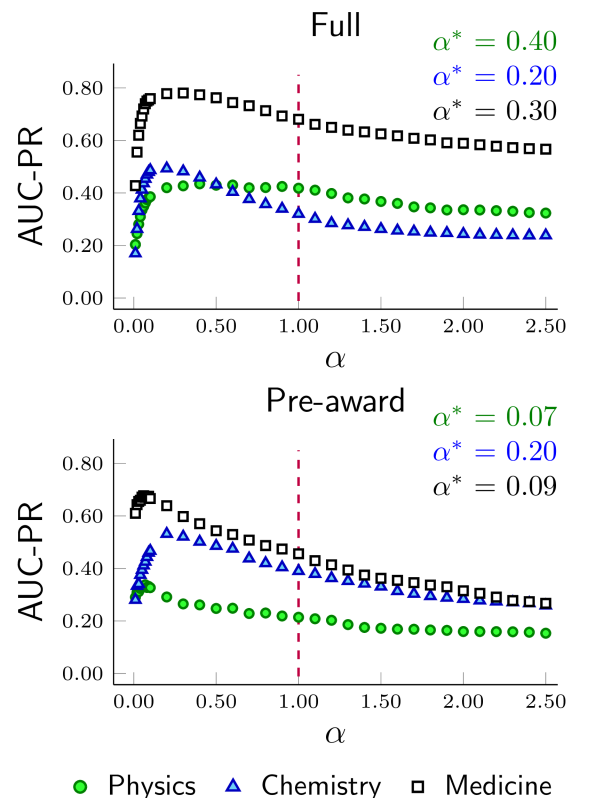 Full
α* = 0.40
α* = 0.20
α* = 0.30
AUC-PR
0.80
0.60
0.40
0.20
0.00
0.00 0.50 1.00 1.50 2.00 2.50
α
Pre-award
α* = 0.07
α* = 0.20
α* = 0.09
AUC-PR
0.80
0.60
0.40
0.20
0.00
0.00 0.50 1.00 1.50 2.00 2.50
α
Physics Chemistry Medicine